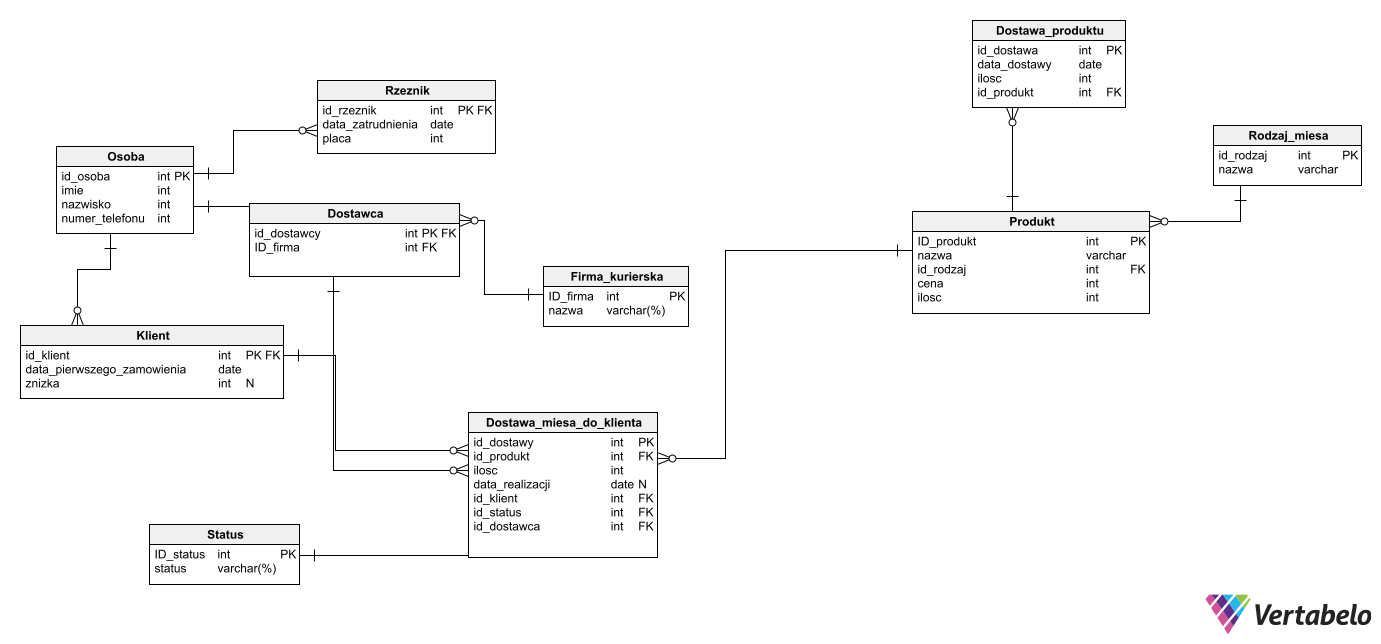 Dostawa_produktu
id_dostawa int PK
data_dostawy date
ilosc int
id_produkt int FK
Rzeznik
id_rzeznik int PK FK
data_zatrudnienia date
placa int
Rodzaj_miesa
id_rodzaj int PK
nazwa varchar
Osoba
id_osoba int PK
imie int
nazwisko int
numer_telefonu int
Dostawca
id_dostawcy int PK FK
ID_firma int FK
Produkt
ID_produkt int PK
nazwa varchar
id_rodzaj int FK
cena int
ilosc int
Firma_kurierska
ID_firma int PK
nazwa varchar(%)
Klient
id_klient int PK FK
data_pierwszego_zamowienia date
znizka int N
Dostawa_miesa_do_klienta
id_dostawy int PK
id_produkt int FK
ilosc int
data_realizacji date N
id_klient int FK
id_status int FK
id_dostawca int FK
Status
ID_status int PK
status varchar(%)
Vertabelo